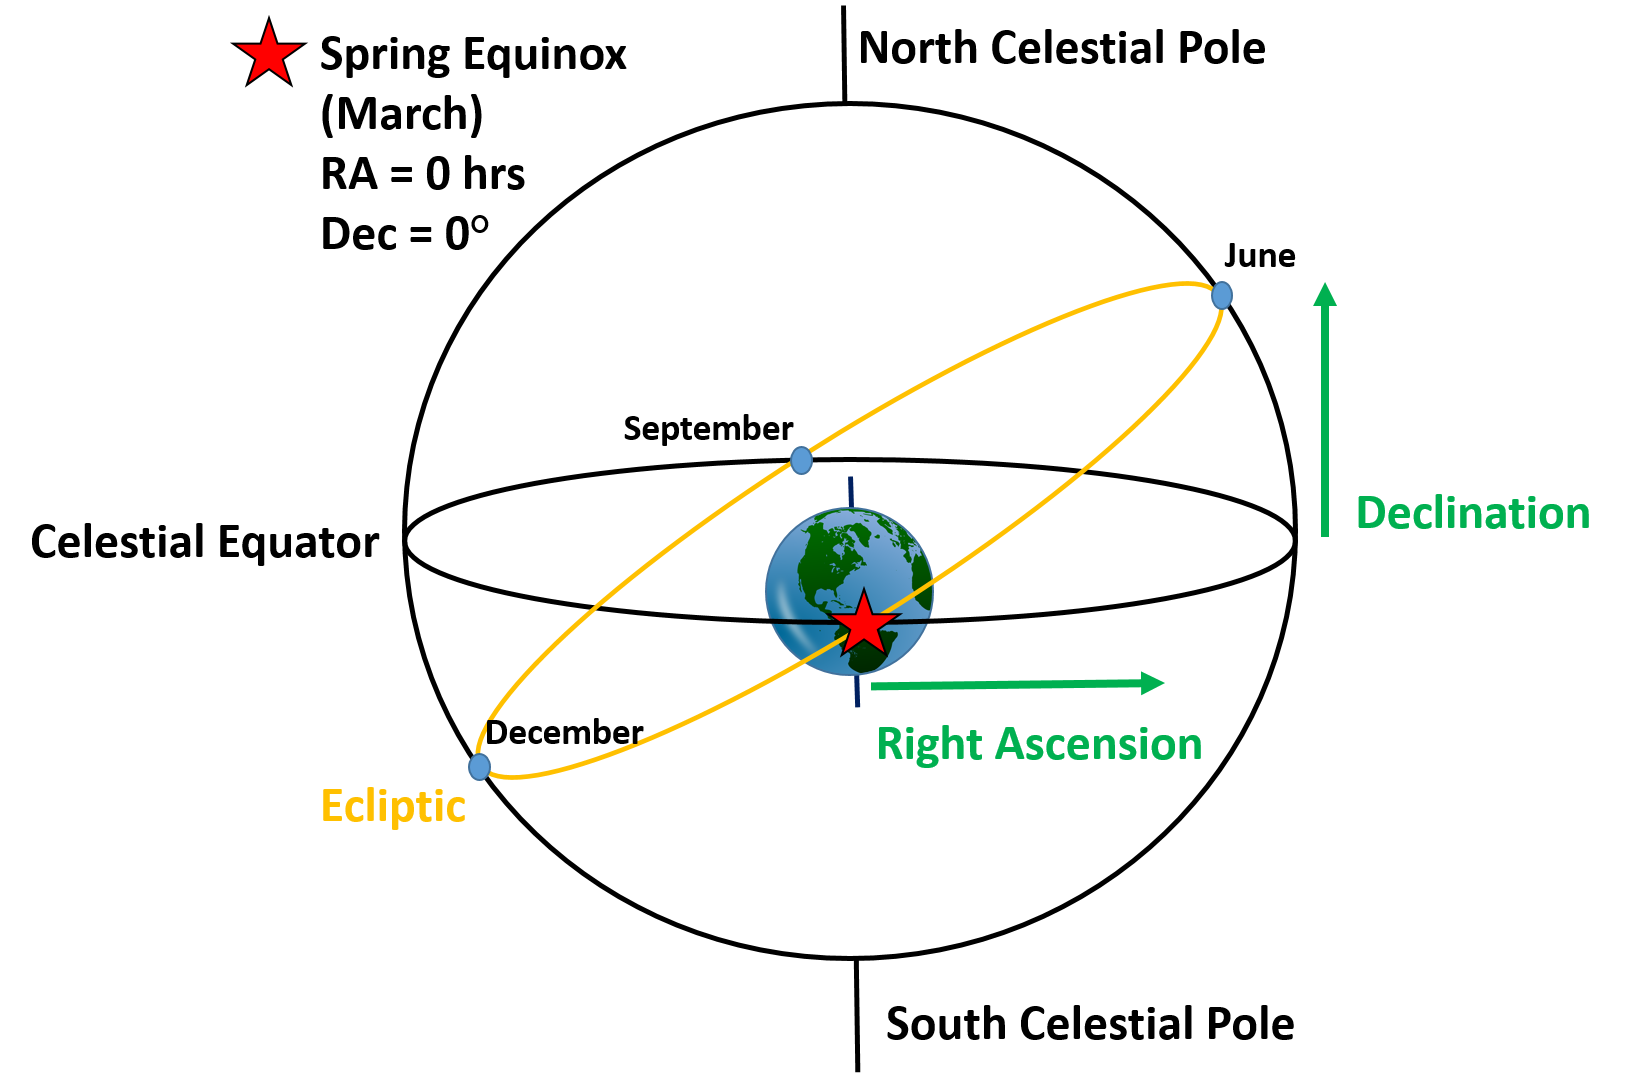 Spring Equinox
(March)
RA = 0 hrs
Dec = 0°
North Celestial Pole
June
September
Celestial Equator
Declination
December
Right Ascension
Ecliptic
South Celestial Pole